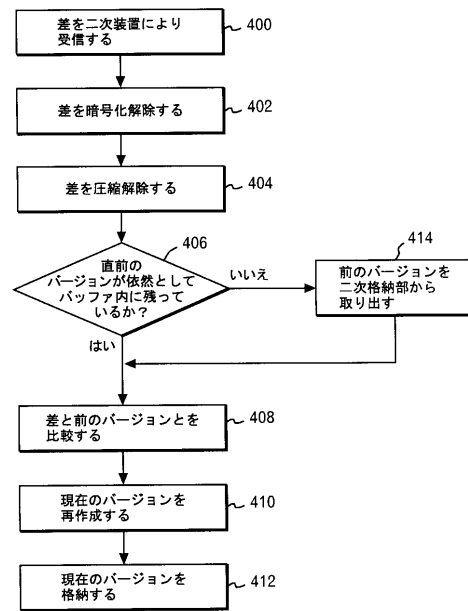 差を二次装置により
受信する
400
差を暗号化解除する
402
差を圧縮解除する
404
406
直前の
バージョンが依然として
バッファ内に残って
いるか？
いいえ
はい
414
前のバージョンを
二次格納部から
取り出す
差と前のバージョンとを
比較する
408
現在のバージョンを
再作成する
410
現在のバージョンを
格納する
412